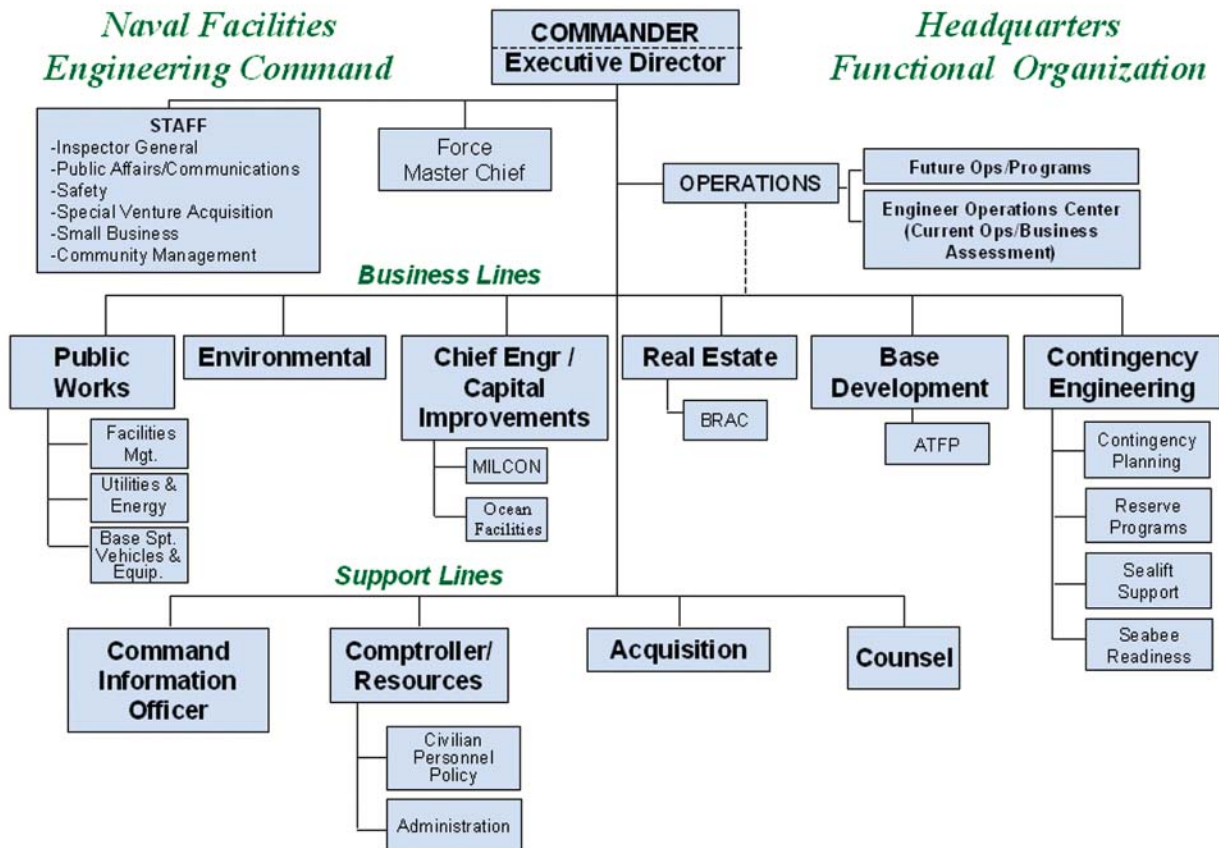 Naval Facilities
Engineering Command
COMMANDER
Executive Director
Headquarters
Functional Organization
STAFF
-Inspector General
-Public Affairs/Communications
-Safety
-Special Venture Acquisition
-Small Business
-Community Management
Force
Master Chief
OPERATIONS
Future Ops/Programs
Engineer Operations Center
(Current Ops/Business
Assessment)
Business Lines
Public
Works
Facilities
Mgt.
Utilities &
Energy
Base Spt.
Vehicles &
Equip.
Environmental
Chief Engr /
Capital
Improvements
MILCON
Ocean
Facilities
Real Estate
BRAC
Base
Development
ATFP
Contingency
Engineering
Contingency
Planning
Reserve
Programs
Sealift
Support
Seabee
Readiness
Support Lines
Command
Information
Officer
Comptroller/
Resources
Civilian
Personnel
Policy
Administration
Acquisition
Counsel